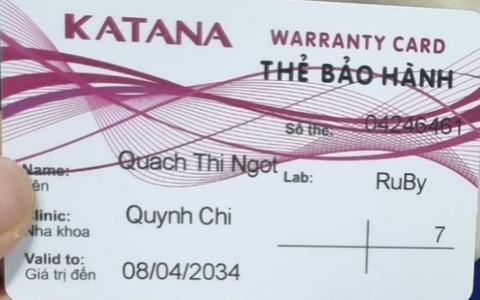 KATANA
WARRANTY CARD
THẺ BẢO HÀNH
Số thẻ: 04246461
Name: Quach Thi Ngot
Tên
Lab: RuBy
Clinic: Quynh Chi
Nha khoa
7
Valid to: 08/04/2034
Giá trị đến